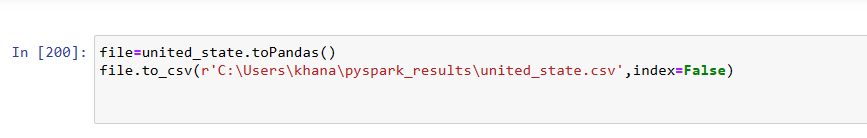 In [200]: file=united_state.toPandas()
file.to_csv(r'C:\Users\khana\pyspark_results\united_state.csv',index=False)